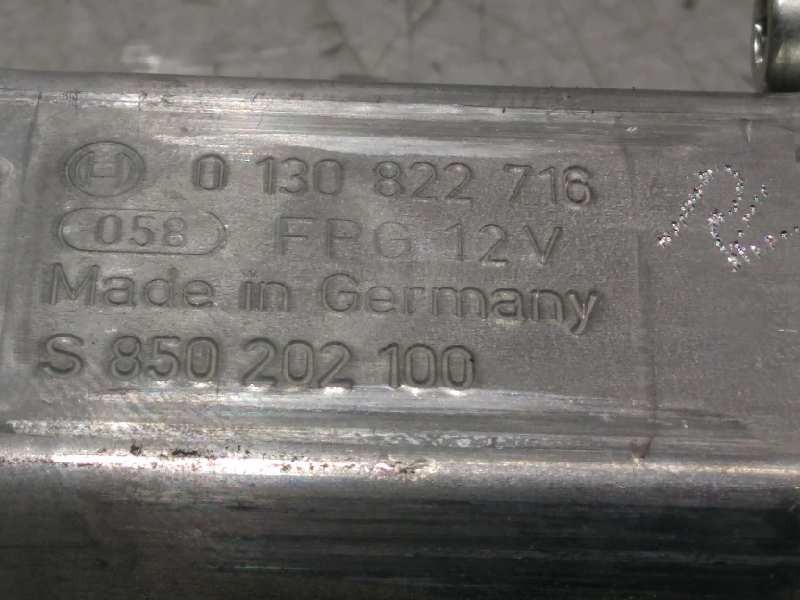 0 130 822 716
058 FPG 12V
Made in Germany
S 850 202 100